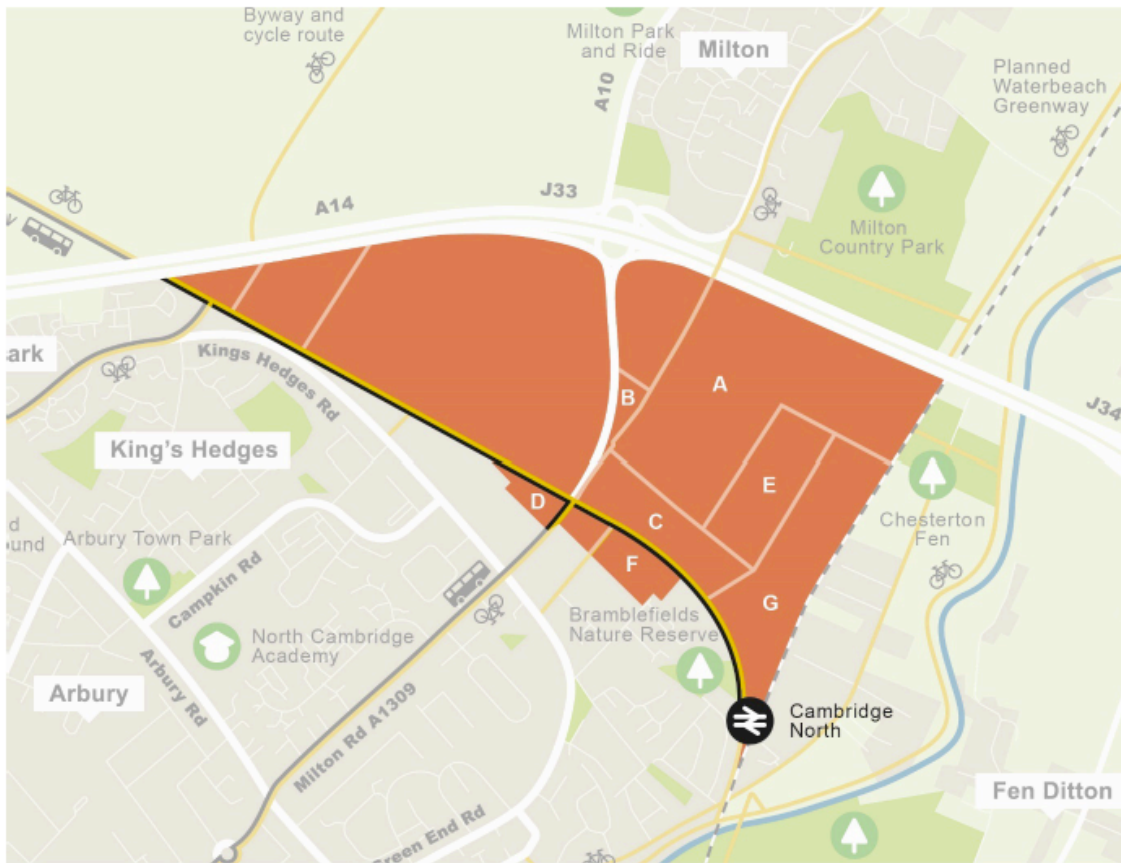 Byway and
cycle route
Milton Park
and Ride
Milton
A10
Planned
Waterbeach
Greenway
J33
A14
Milton
Country Park
ark
Kings Hedges Rd
A
B
J34
King's Hedges
E
D
C
Chesterton
Fen
d
ound
Arbury Town Park
Campkin Rd
F
G
Bramblefields
Nature Reserve
North Cambridge
Academy
Arbury Rd
Arbury
Milton Rd A1309
Cambridge
North
Fen Ditton
Green End Rd